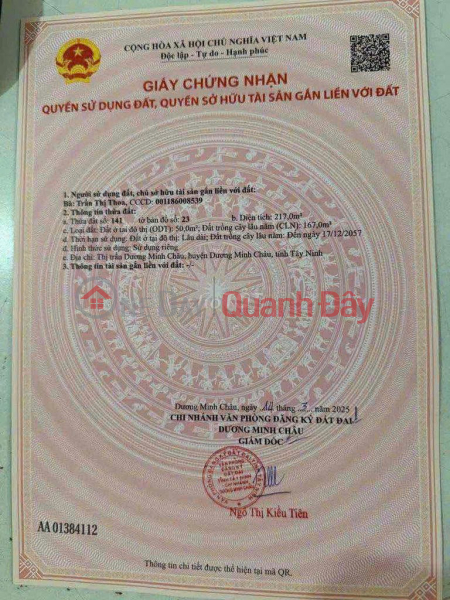 CỘNG HÒA XÃ HỘI CHỦ NGHĨA VIỆT NAM
Độc lập - Tự do - Hạnh phúc
GIẤY CHỨNG NHẬN
QUYỀN SỬ DỤNG ĐẤT, QUYỀN SỞ HỮU TÀI SẢN GẮN LIỀN VỚI ĐẤT
1. Người sử dụng đất, chủ sở hữu tài sản gắn liền với đất:
Bà: Trần Thị Thoa, CCCD: 001186008539
2. Thông tin thửa đất:
a. Thửa đất số: 141 tờ bản đồ số: 23 b. Diện tích: 217,0m²
c. Loại đất: Đất ở tại đô thị (ODT): 50,0m²; Đất trồng cây lâu năm (CLN): 167,0m²
d. Thời hạn sử dụng: Đất ở tại đô thị: Lâu dài; Đất trồng cây lâu năm: Đến ngày 17/12/2057
đ. Hình thức sử dụng: Sử dụng riêng
e. Địa chỉ: Thị trấn Dương Minh Châu, huyện Dương Minh Châu, tỉnh Tây Ninh
3. Thông tin tài sản gắn liền với đất: -/-
Quanh Đây
Dương Minh Châu, ngày tháng 3 năm 2025
CHI NHÁNH VĂN PHÒNG ĐĂNG KÝ ĐẤT ĐAI
DƯƠNG MINH CHÂU
GIÁM ĐỐC
Ngô Thị Kiều Tiên
AA 01384112
Thông tin chi tiết được thể hiện tại mã QR.